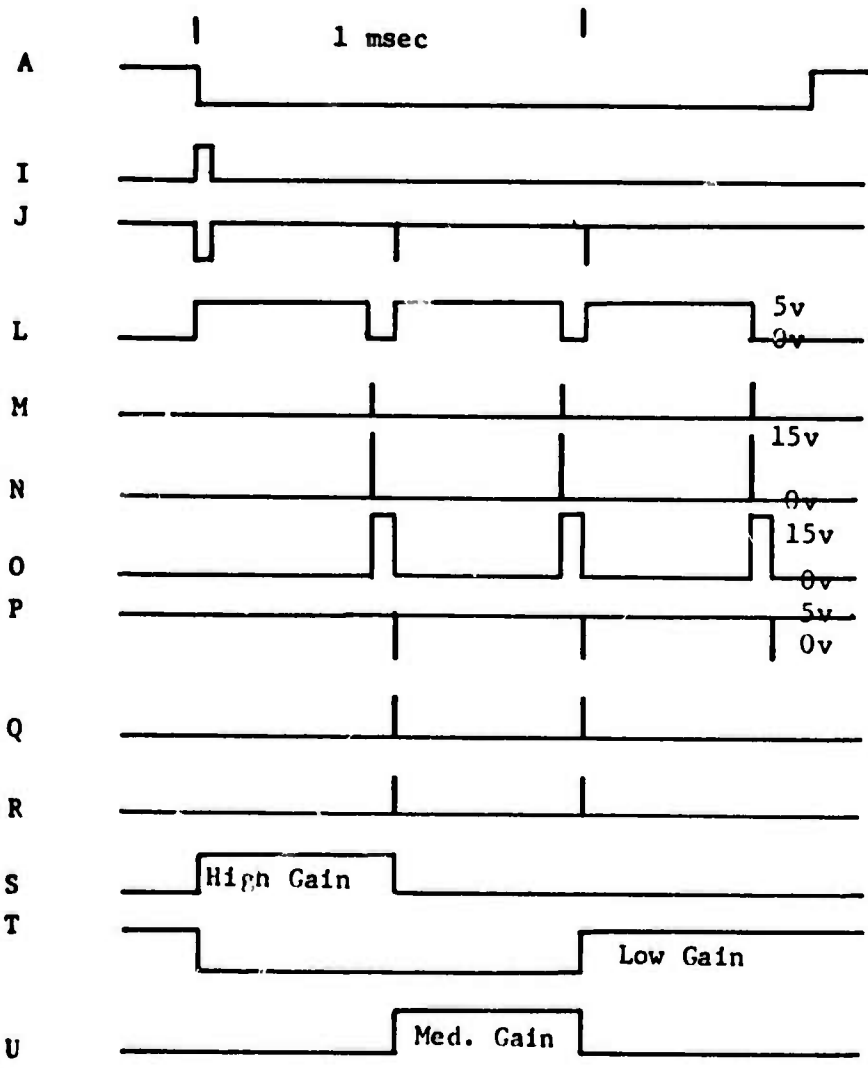 1 msec
A
I
J
L 5v
0v
M
15v
N 0v
15v
O 0v
P 5v
0v
Q
R
S High Gain
T
Low Gain
U Med. Gain